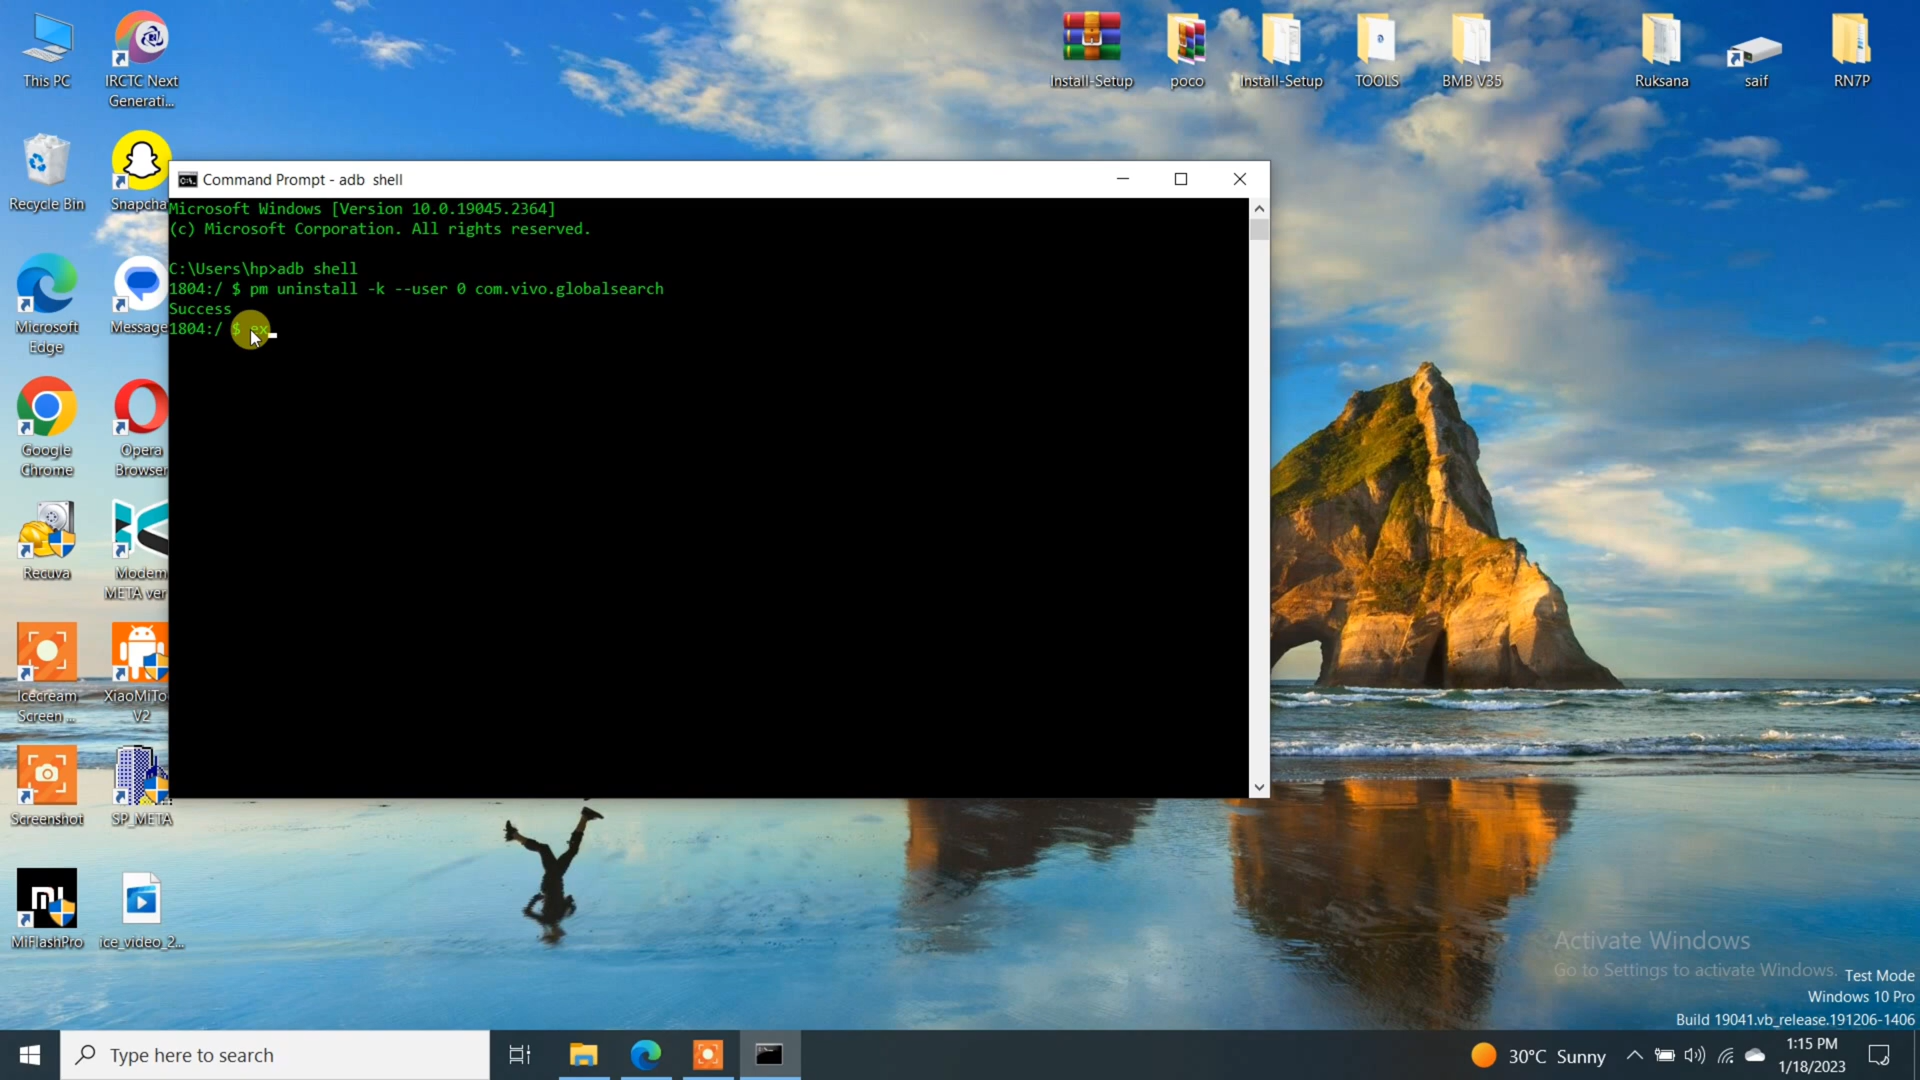 This PC
IRCTC Next
Generati...
Install-Setup
poco
Install-Setup
TOOLS
BMB V35
Ruksana
saif
RN7P
Recycle Bin
Snapcha
Microsoft
Edge
Message
Google
Chrome
Opera
Browser
Recuva
Modem
META ver
Icecream
Screen ...
XiaoMiTo
V2
Screenshot
SP_META
MiFlashPro
ice_video_2...
Command Prompt - adb  shell
Microsoft Windows [Version 10.0.19045.2364]
(c) Microsoft Corporation. All rights reserved.
C:\Users\hp>adb shell
1804:/ $ pm uninstall -k --user 0 com.vivo.globalsearch
Success
1804:/ $ ex
Activate Windows
Go to Settings to activate Windows.
Test Mode
Windows 10 Pro
Build 19041.vb_release.191206-1406
Type here to search
30°C Sunny
1:15 PM
1/18/2023